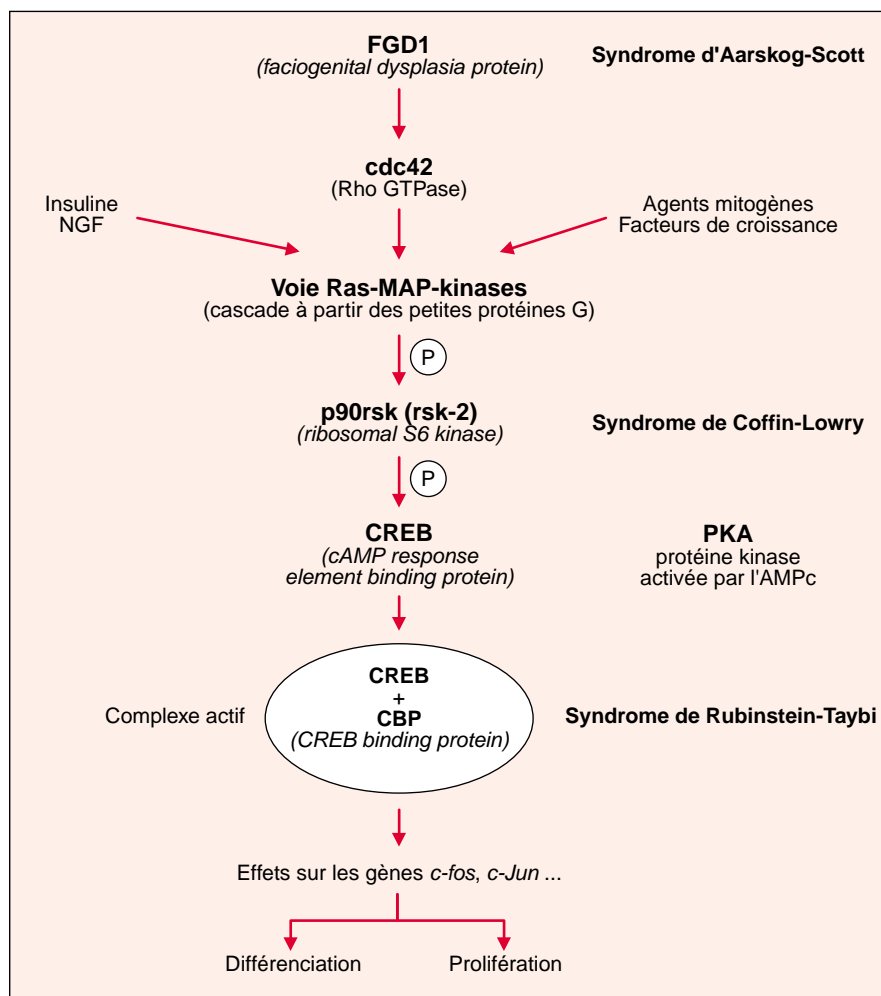 FGD1
(faciogenital dysplasia protein)
Syndrome d'Aarskog-Scott
cdc42
(Rho GTPase)
Insuline
NGF
Agents mitogènes
Facteurs de croissance
Voie Ras-MAP-kinases
(cascade à partir des petites protéines G)
P
p90rsk (rsk-2)
(ribosomal S6 kinase)
Syndrome de Coffin-Lowry
P
CREB
(cAMP response
element binding protein)
PKA
protéine kinase
activée par l'AMPc
Complexe actif
CREB
+
CBP
(CREB binding protein)
Syndrome de Rubinstein-Taybi
Effets sur les gènes c-fos, c-Jun ...
Différenciation
Prolifération